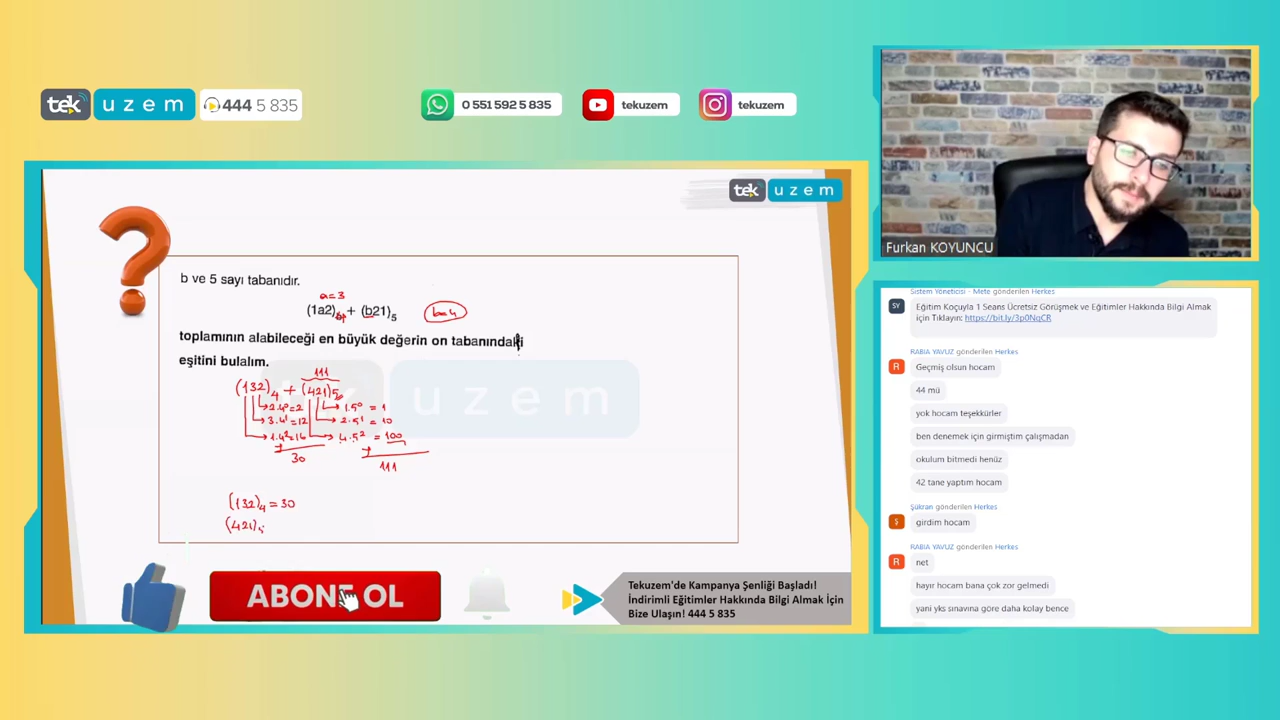 tek uzem 444 5 835
0 551 592 5 835
tekuzem
tekuzem
tek uzem
b ve 5 sayı tabanıdır.
a=3
(1a2)b4 + (b21)5
b=4
toplamının alabileceği en büyük değerin on tabanındaki
eşitini bulalım.
111
(132)4 + (421)5
2.4⁰=2
1.5⁰ = 1
3.4¹=12
2.5¹ = 10
1.4²=16
4.5² = 100
30
111
(132)4 = 30
(421)5
uzem
ABONE OL
Tekuzem'de Kampanya Şenliği Başladı!
İndirimli Eğitimler Hakkında Bilgi Almak İçin
Bize Ulaşın! 444 5 835
Furkan KOYUNCU
Sistem Yöneticisi - Mete gönderilen Herkes
SY
Eğitim Koçuyla 1 Seans Ücretsiz Görüşmek ve Eğitimler Hakkında Bilgi Almak
için Tıklayın: https://bit.ly/3p0NqCR
RABIA YAVUZ gönderilen Herkes
R
Geçmiş olsun hocam
44 mü
yok hocam teşekkürler
ben denemek için girmiştim çalışmadan
okulum bitmedi henüz
42 tane yaptım hocam
Şükran gönderilen Herkes
Ş
girdim hocam
RABIA YAVUZ gönderilen Herkes
R
net
hayır hocam bana çok zor gelmedi
yani yks sınavına göre daha kolay bence